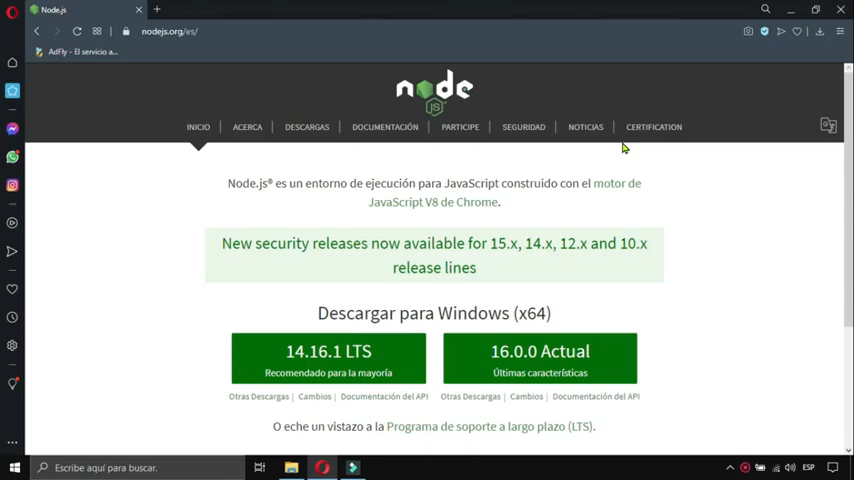 Node.js
nodejs.org/es/
AdFly - El servicio a...
node
JS
INICIO | ACERCA | DESCARGAS | DOCUMENTACIÓN | PARTICIPE | SEGURIDAD | NOTICIAS | CERTIFICATION
Node.js® es un entorno de ejecución para JavaScript construido con el motor de
JavaScript V8 de Chrome.
New security releases now available for 15.x, 14.x, 12.x and 10.x
release lines
Descargar para Windows (x64)
14.16.1 LTS
Recomendado para la mayoría
16.0.0 Actual
Últimas características
Otras Descargas | Cambios | Documentación del API
Otras Descargas | Cambios | Documentación del API
O eche un vistazo a la Programa de soporte a largo plazo (LTS).
Escribe aquí para buscar.
ESP